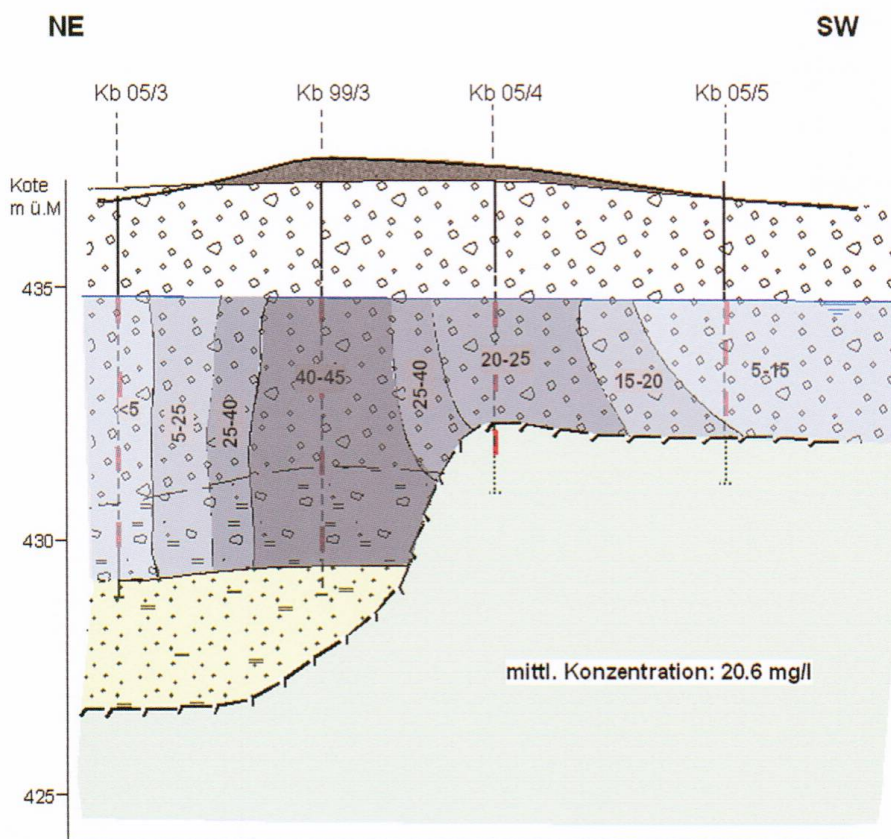 NE
SW
Kb 05/3
Kb 99/3
Kb 05/4
Kb 05/5
Kote
m ü.M
435
<5
5-25
25-40
40-45
25-40
20-25
15-20
5-15
430
mittl. Konzentration: 20.6 mg/l
425